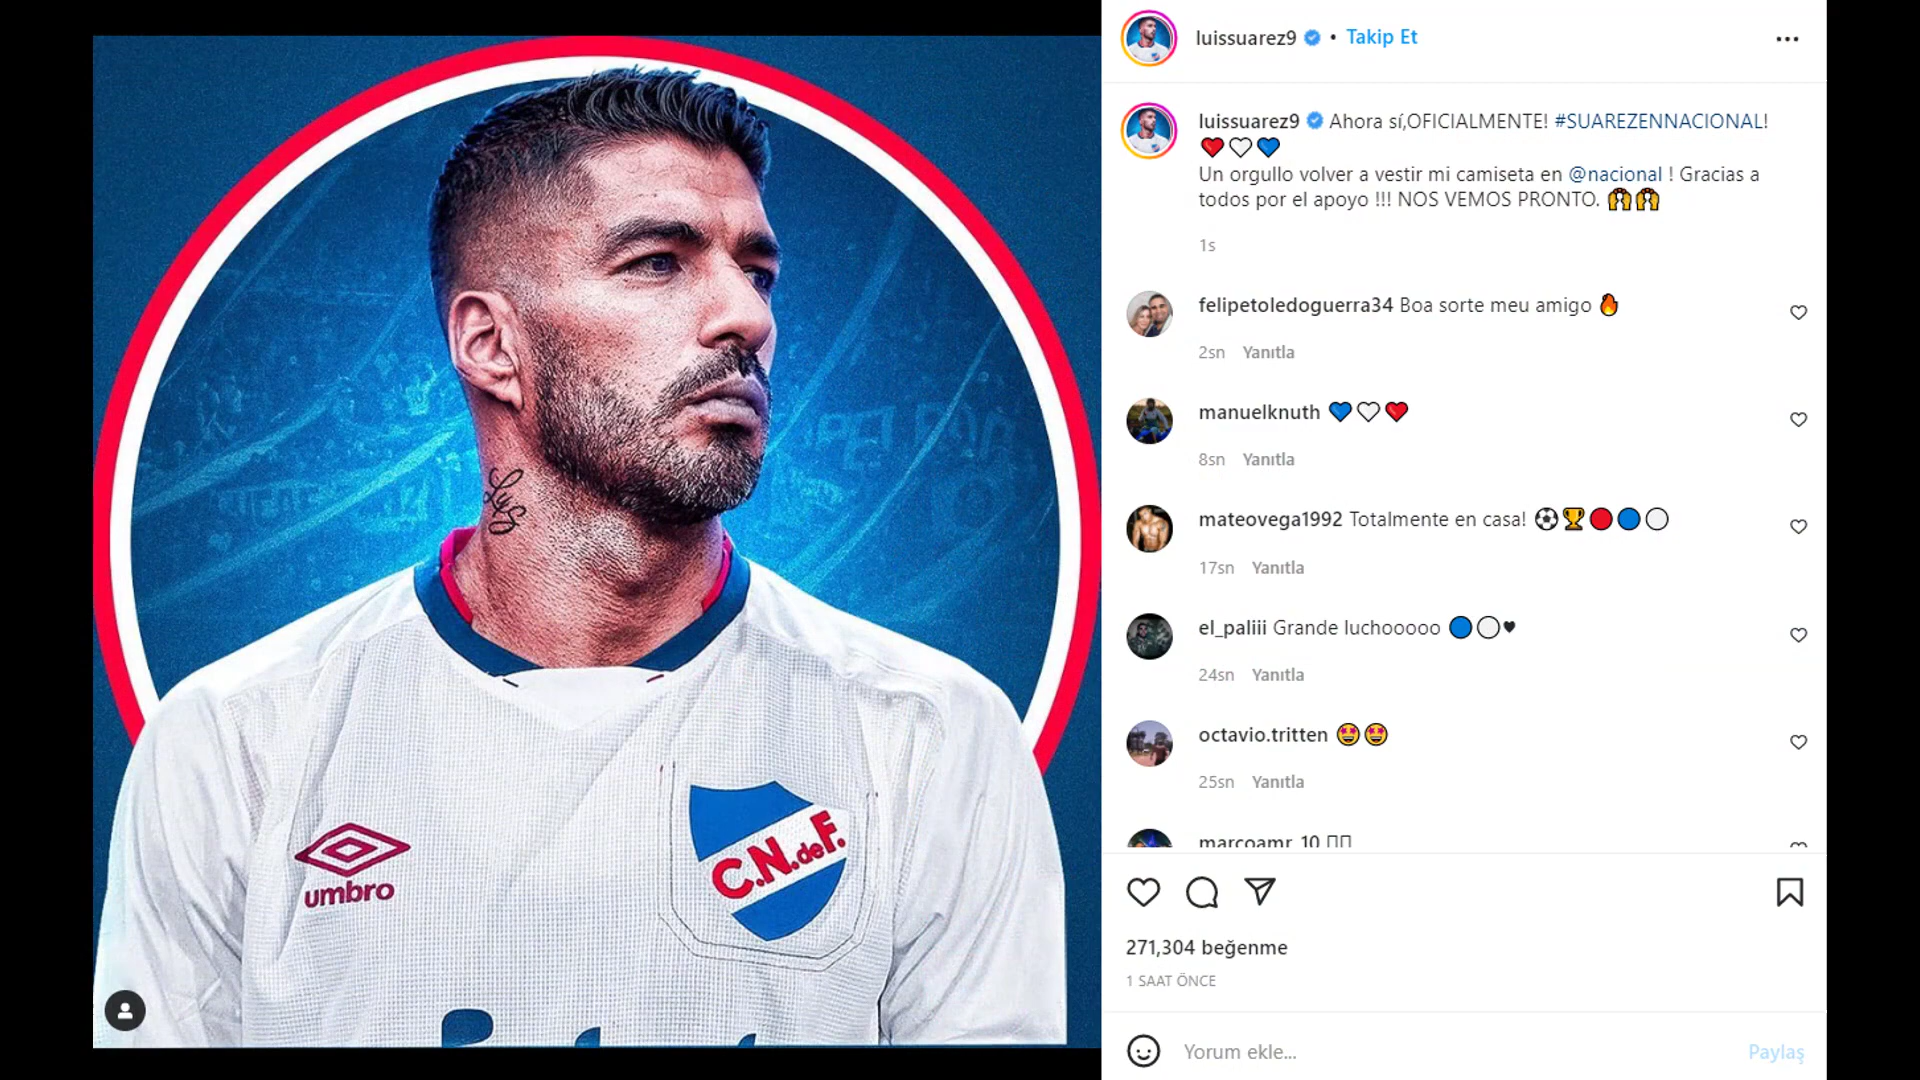 luissuarez9 • Takip Et
luissuarez9 Ahora sí,OFICIALMENTE! #SUAREZENNACIONAL!
❤️🤍💙
Un orgullo volver a vestir mi camiseta en @nacional ! Gracias a
todos por el apoyo !!! NOS VEMOS PRONTO. 🙌🙌
1s
felipetoledoguerra34 Boa sorte meu amigo 🔥
2sn Yanıtla
manuelknuth 💙🤍❤️
8sn Yanıtla
mateovega1992 Totalmente en casa! ⚽🏆🔴🔵⚪
17sn Yanıtla
el_paliii Grande luchooooo 🔵⚪♥
24sn Yanıtla
octavio.tritten 🤩🤩
25sn Yanıtla
marcoamr_10
271,304 beğenme
1 SAAT ÖNCE
Yorum ekle...
Paylaş
LuyS
umbro
C.N.deF.